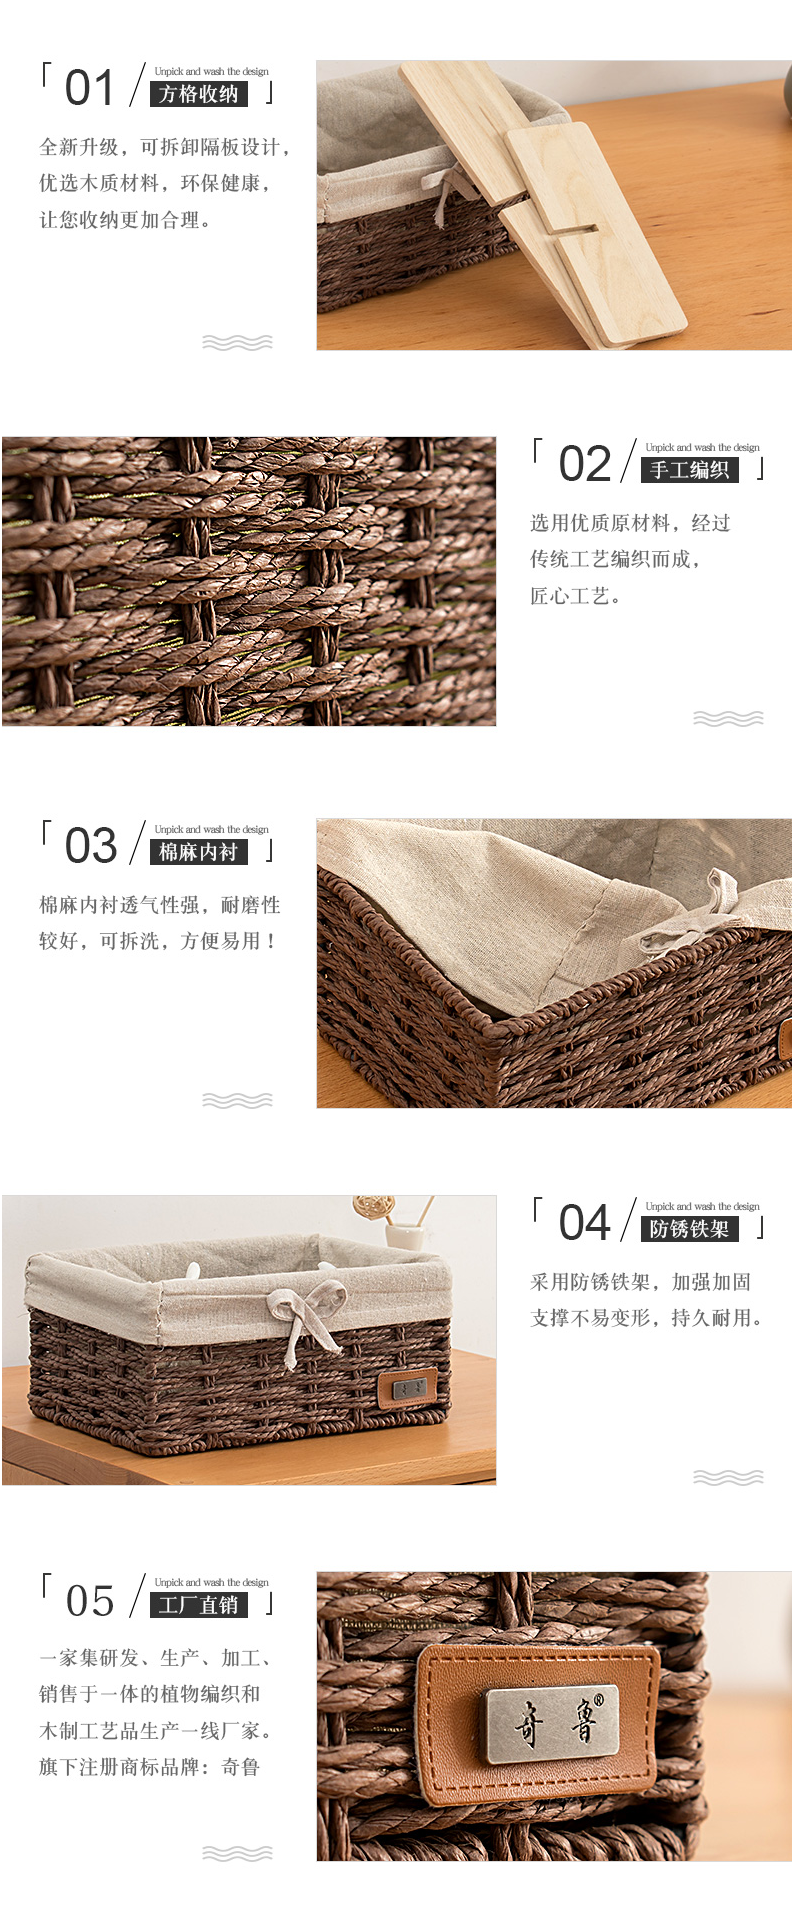 01
Unpick and wash the design
方格收纳
全新升级，可拆卸隔板设计，
优选木质材料，环保健康，
让您收纳更加合理。
02
Unpick and wash the design
手工编织
选用优质原材料，经过
传统工艺编织而成，
匠心工艺。
03
Unpick and wash the design
棉麻内衬
棉麻内衬透气性强，耐磨性
较好，可拆洗，方便易用！
04
Unpick and wash the design
防锈铁架
采用防锈铁架，加强加固
支撑不易变形，持久耐用。
05
Unpick and wash the design
工厂直销
一家集研发、生产、加工、
销售于一体的植物编织和
木制工艺品生产一线厂家。
旗下注册商标品牌：奇鲁
奇 鲁®